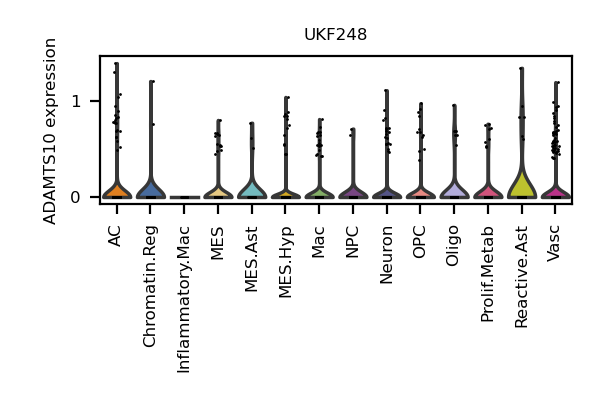 UKF248
ADAMTS10 expression
1
0
AC
Chromatin.Reg
Inflammatory.Mac
MES
MES.Ast
MES.Hyp
Mac
NPC
Neuron
OPC
Oligo
Prolif.Metab
Reactive.Ast
Vasc